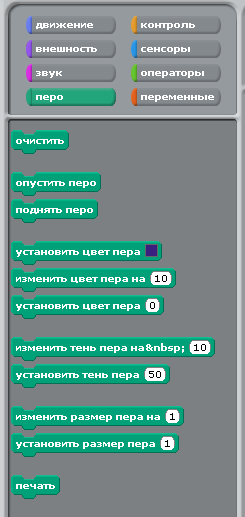 движение контроль
внешность сенсоры
звук операторы
перо переменные
очистить
опустить перо
поднять перо
установить цвет пера
изменить цвет пера на 10
установить цвет пера 0
изменить тень пера на&nbsp; 10
установить тень пера 50
изменить размер пера на 1
установить размер пера 1
печать